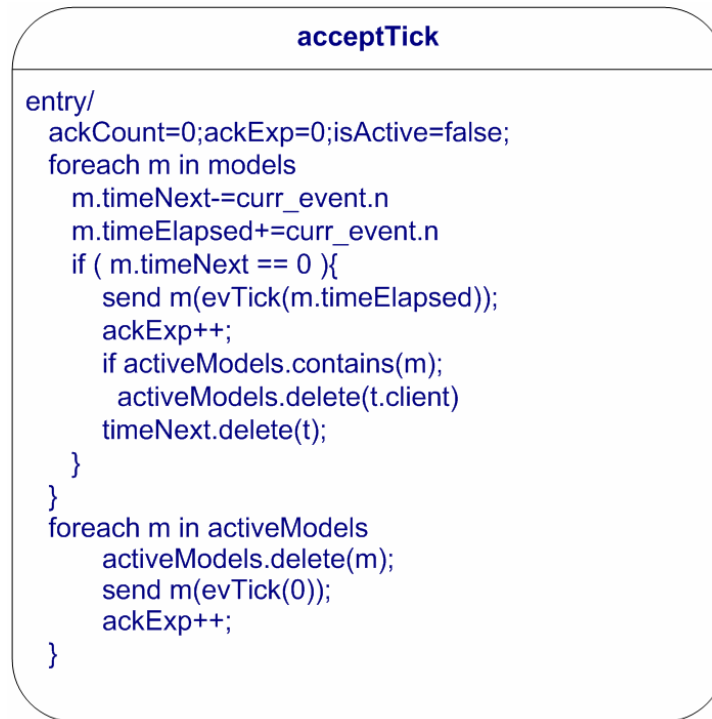 acceptTick
entry/
ackCount=0;ackExp=0;isActive=false;
foreach m in models
m.timeNext-=curr_event.n
m.timeElapsed+=curr_event.n
if ( m.timeNext == 0 ){
send m(evTick(m.timeElapsed));
ackExp++;
if activeModels.contains(m);
activeModels.delete(t.client)
timeNext.delete(t);
}
}
foreach m in activeModels
activeModels.delete(m);
send m(evTick(0));
ackExp++;
}